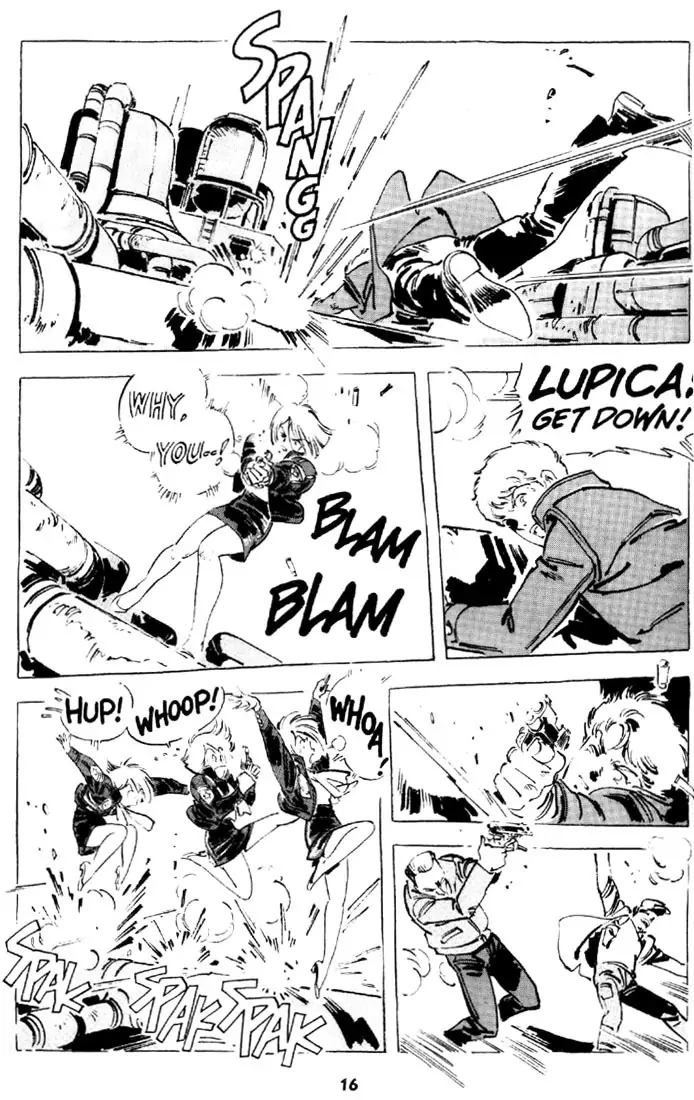 SPANGG
WHY,
YOU--!
BLAM
BLAM
LUPICA!
GET DOWN!
HUP!
WHOOP!
WHOA!
SPAK
SPAK
SPAK
16